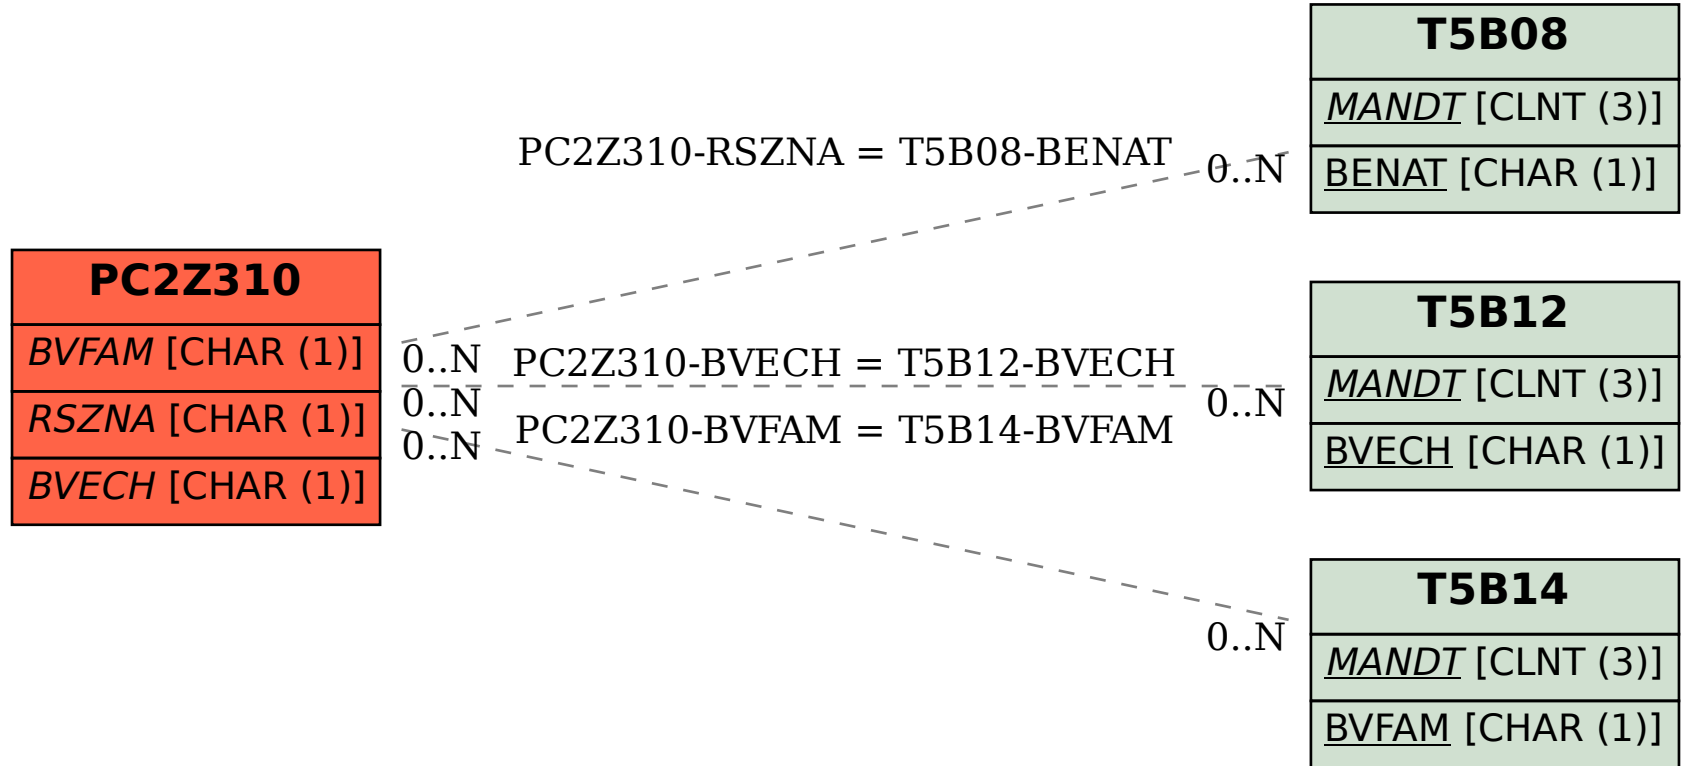 T5B08
MANDT [CLNT (3)]
BENAT [CHAR (1)]
PC2Z310-RSZNA = T5B08-BENAT
0..N
PC2Z310
BVFAM [CHAR (1)]
RSZNA [CHAR (1)]
BVECH [CHAR (1)]
0..N
PC2Z310-BVECH = T5B12-BVECH
0..N
0..N
PC2Z310-BVFAM = T5B14-BVFAM
0..N
T5B12
MANDT [CLNT (3)]
BVECH [CHAR (1)]
0..N
T5B14
MANDT [CLNT (3)]
BVFAM [CHAR (1)]